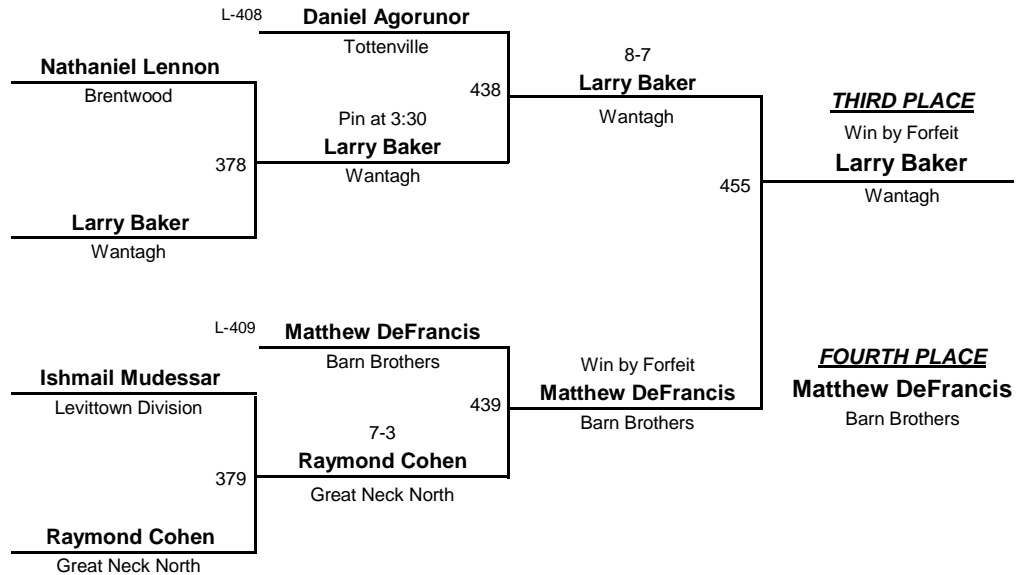 L-408
Daniel Agorunor
Tottenville
Nathaniel Lennon
Brentwood
378
Pin at 3:30
Larry Baker
Wantagh
438
8-7
Larry Baker
Wantagh
Larry Baker
Wantagh
455
THIRD PLACE
Win by Forfeit
Larry Baker
Wantagh
L-409
Matthew DeFrancis
Barn Brothers
Ishmail Mudessar
Levittown Division
379
7-3
Raymond Cohen
Great Neck North
439
Win by Forfeit
Matthew DeFrancis
Barn Brothers
Raymond Cohen
Great Neck North
FOURTH PLACE
Matthew DeFrancis
Barn Brothers